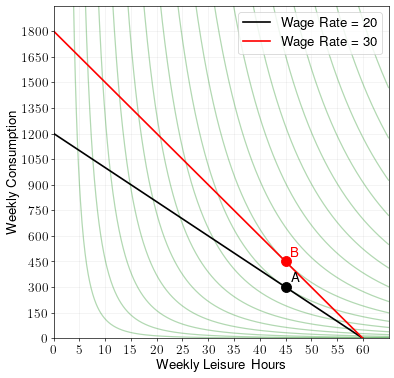 Wage Rate = 20
Wage Rate = 30
1800
1650
1500
1350
1200
1050
900
750
600
450
300
150
0
Weekly Consumption
B
A
0 5 10 15 20 25 30 35 40 45 50 55 60
Weekly Leisure Hours